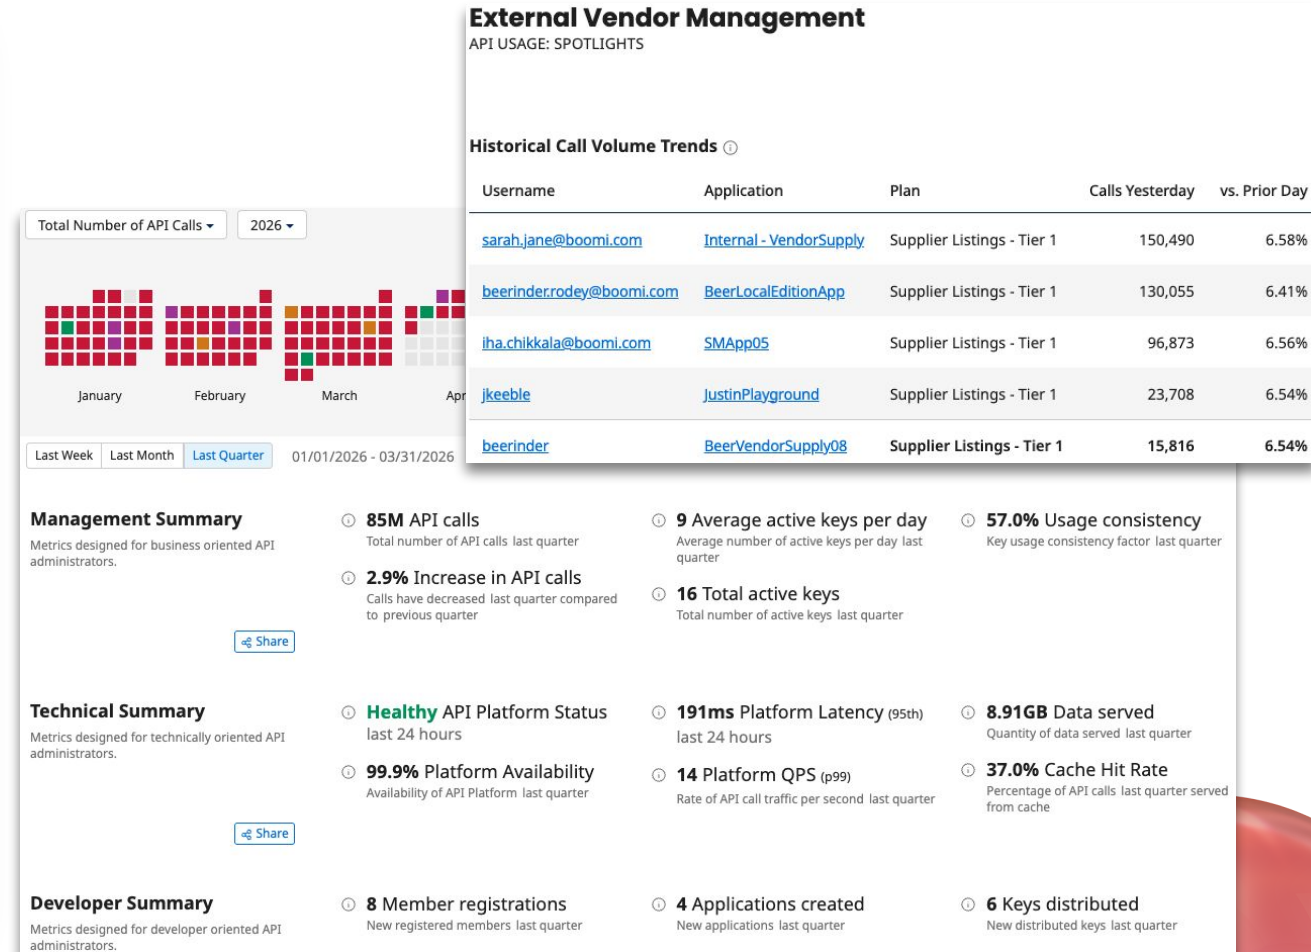 External Vendor Management
API USAGE: SPOTLIGHTS
Historical Call Volume Trends
Username Application Plan Calls Yesterday vs. Prior Day
sarah.jane@boomi.com Internal - VendorSupply Supplier Listings - Tier 1 150,490 6.58%
beerinder.rodey@boomi.com BeerLocalEditionApp Supplier Listings - Tier 1 130,055 6.41%
iha.chikkala@boomi.com SMApp05 Supplier Listings - Tier 1 96,873 6.56%
jkeeble JustinPlayground Supplier Listings - Tier 1 23,708 6.54%
beerinder BeerVendorSupply08 Supplier Listings - Tier 1 15,816 6.54%
Total Number of API Calls 2026
January February March Apr
Last Week Last Month Last Quarter 01/01/2026 - 03/31/2026
Management Summary
Metrics designed for business oriented API
administrators.
Share
85M API calls
Total number of API calls last quarter
2.9% Increase in API calls
Calls have decreased last quarter compared
to previous quarter
9 Average active keys per day
Average number of active keys per day last
quarter
16 Total active keys
Total number of active keys last quarter
57.0% Usage consistency
Key usage consistency factor last quarter
Technical Summary
Metrics designed for technically oriented API
administrators.
Share
Healthy API Platform Status
last 24 hours
99.9% Platform Availability
Availability of API Platform last quarter
191ms Platform Latency (95th)
last 24 hours
14 Platform QPS (p99)
Rate of API call traffic per second last quarter
8.91GB Data served
Quantity of data served last quarter
37.0% Cache Hit Rate
Percentage of API calls last quarter served
from cache
Developer Summary
Metrics designed for developer oriented API
administrators.
8 Member registrations
New registered members last quarter
4 Applications created
New applications last quarter
6 Keys distributed
New distributed keys last quarter